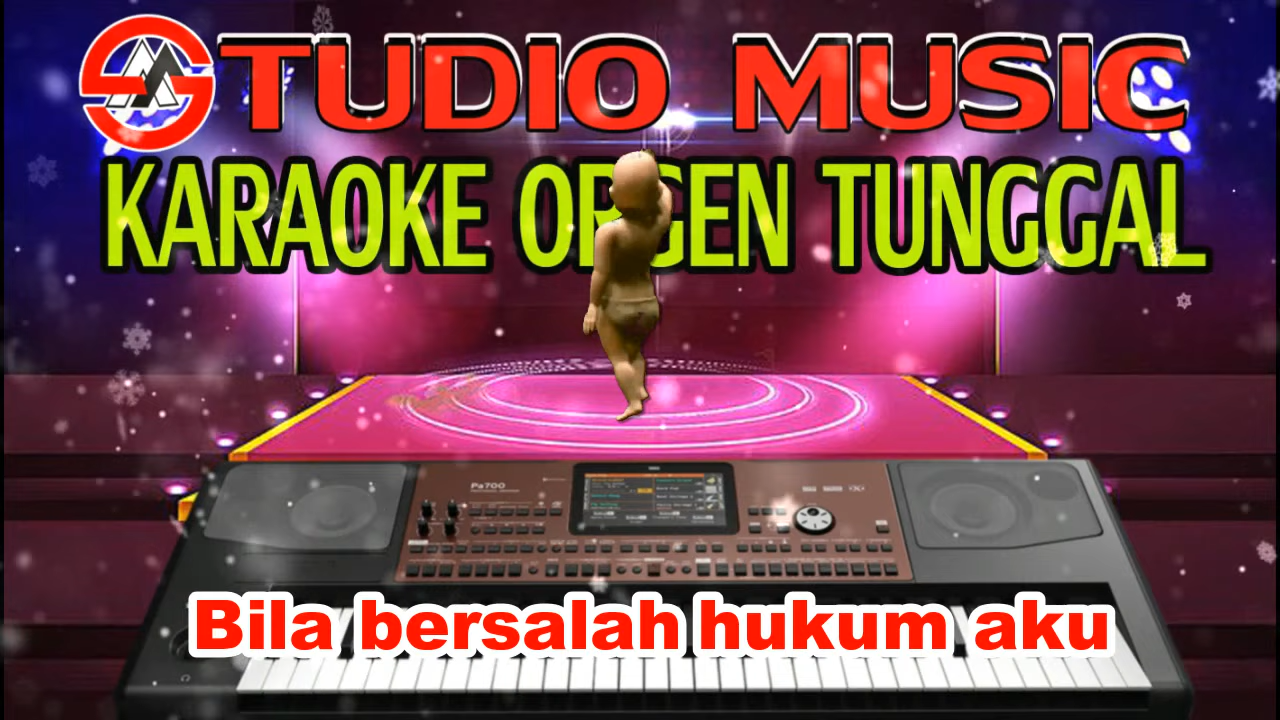 STUDIO MUSIC
KARAOKE ORGEN TUNGGAL
Pa700
Bila bersalah hukum aku